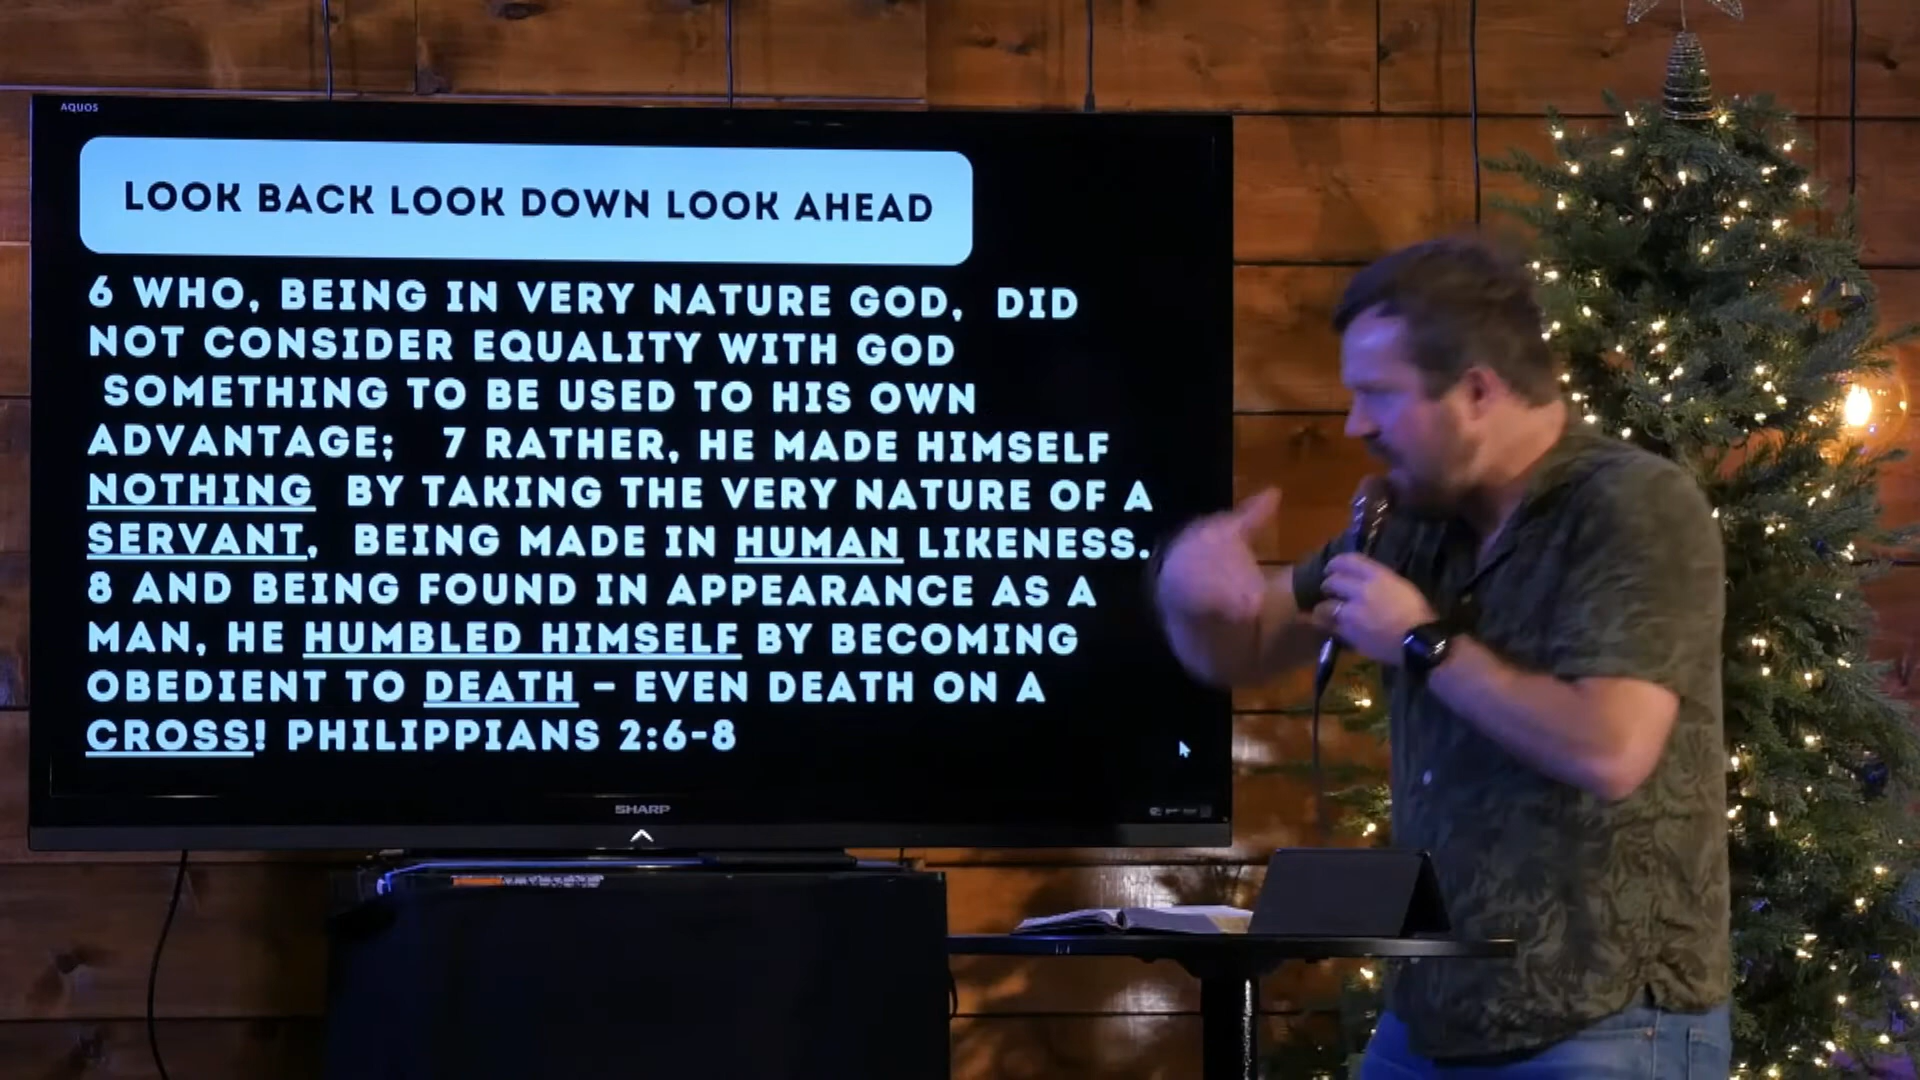 AQUOS
LOOK BACK LOOK DOWN LOOK AHEAD
6 WHO, BEING IN VERY NATURE GOD, DID
NOT CONSIDER EQUALITY WITH GOD
SOMETHING TO BE USED TO HIS OWN
ADVANTAGE; 7 RATHER, HE MADE HIMSELF
NOTHING BY TAKING THE VERY NATURE OF A
SERVANT, BEING MADE IN HUMAN LIKENESS.
8 AND BEING FOUND IN APPEARANCE AS A
MAN, HE HUMBLED HIMSELF BY BECOMING
OBEDIENT TO DEATH – EVEN DEATH ON A
CROSS! PHILIPPIANS 2:6-8
SHARP